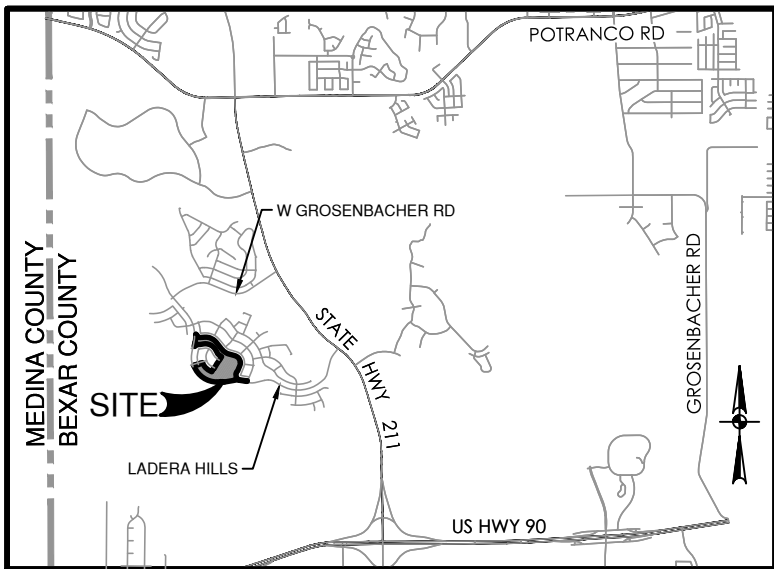 POTRANCO RD
W GROSENBACHER RD
MEDINA COUNTY
BEXAR COUNTY
GROSENBACHER RD
STATE HWY 211
SITE
LADERA HILLS
US HWY 90